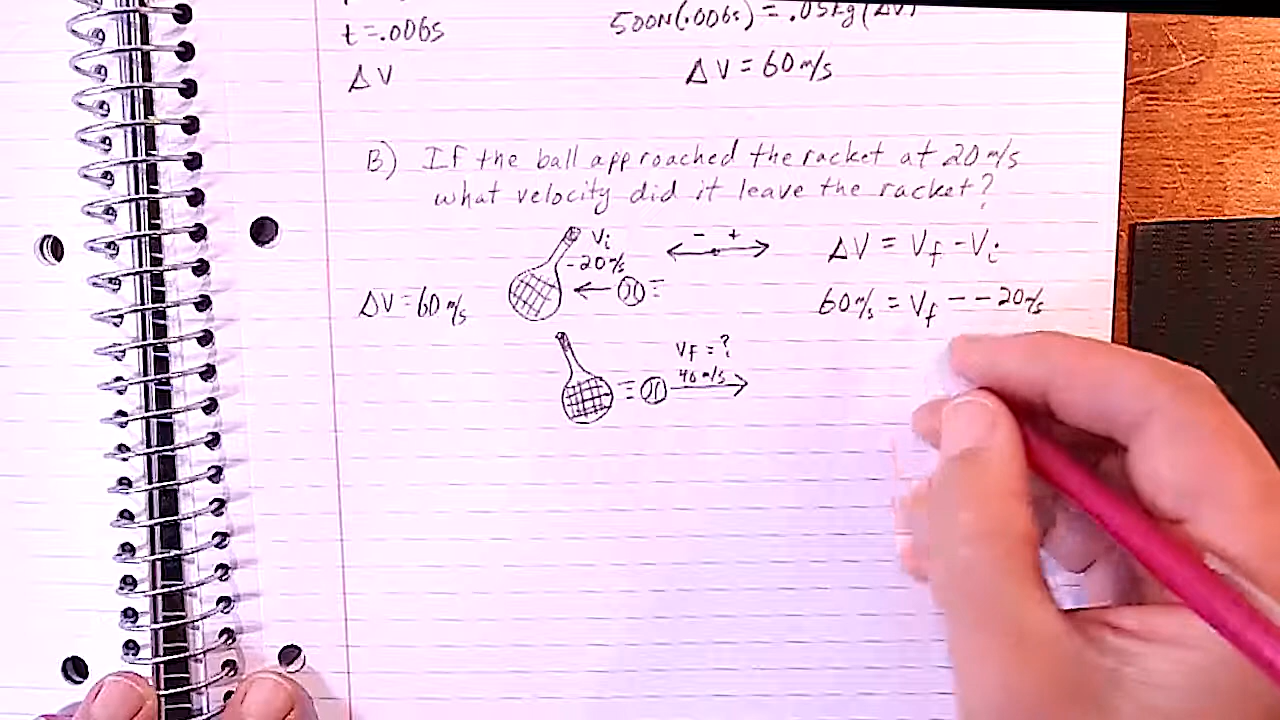 t = .006s
500N(.006s) = .05kg(ΔV)
ΔV
ΔV = 60 m/s
B) If the ball approached the racket at 20 m/s
what velocity did it leave the racket?
Vi
-20 m/s
- +
ΔV = Vf - Vi
ΔV = 60 m/s
60 m/s = Vf - - 20 m/s
Vf = ?
40 m/s